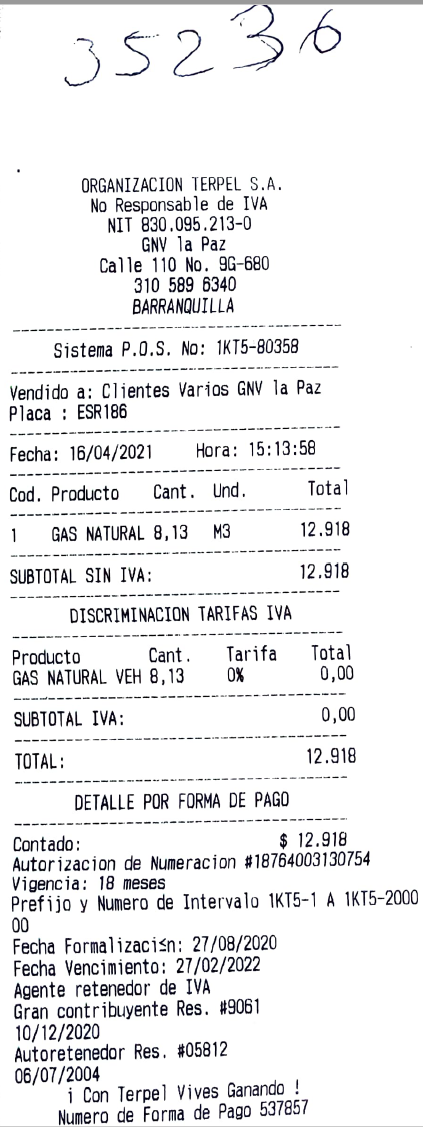 35236
ORGANIZACION TERPEL S.A.
No Responsable de IVA
NIT 830.095.213-0
GNV la Paz
Calle 110 No. 9G-680
310 589 6340
BARRANQUILLA
Sistema P.O.S. No: 1KT5-80358
Vendido a: Clientes Varios GNV la Paz
Placa : ESR186
Fecha: 16/04/2021 Hora: 15:13:58
Cod. Producto Cant. Und. Total
1 GAS NATURAL 8,13 M3 12.918
SUBTOTAL SIN IVA: 12.918
DISCRIMINACION TARIFAS IVA
Producto Cant. Tarifa Total
GAS NATURAL VEH 8,13 0% 0,00
SUBTOTAL IVA: 0,00
TOTAL: 12.918
DETALLE POR FORMA DE PAGO
Contado: $ 12.918
Autorizacion de Numeracion #18764003130754
Vigencia: 18 meses
Prefijo y Numero de Intervalo 1KT5-1 A 1KT5-2000
00
Fecha Formalizaci≤n: 27/08/2020
Fecha Vencimiento: 27/02/2022
Agente retenedor de IVA
Gran contribuyente Res. #9061
10/12/2020
Autoretenedor Res. #05812
06/07/2004
¡ Con Terpel Vives Ganando !
Numero de Forma de Pago 537857